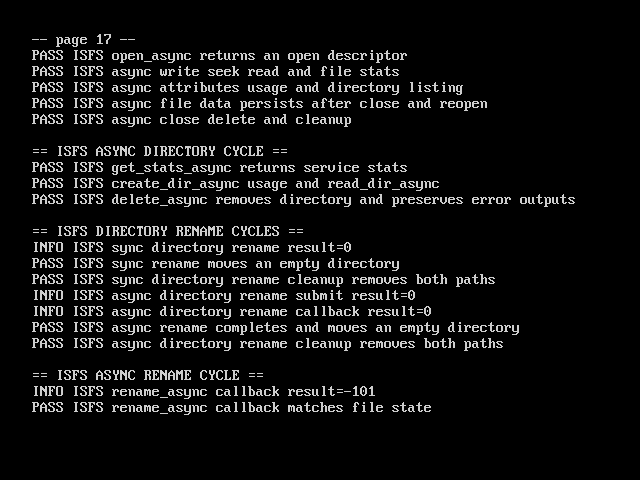 -- page 17 --
PASS ISFS open_async returns an open descriptor
PASS ISFS async write seek read and file stats
PASS ISFS async attributes usage and directory listing
PASS ISFS async file data persists after close and reopen
PASS ISFS async close delete and cleanup
== ISFS ASYNC DIRECTORY CYCLE ==
PASS ISFS get_stats_async returns service stats
PASS ISFS create_dir_async usage and read_dir_async
PASS ISFS delete_async removes directory and preserves error outputs
== ISFS DIRECTORY RENAME CYCLES ==
INFO ISFS sync directory rename result=0
PASS ISFS sync rename moves an empty directory
PASS ISFS sync directory rename cleanup removes both paths
INFO ISFS async directory rename submit result=0
INFO ISFS async directory rename callback result=0
PASS ISFS async rename completes and moves an empty directory
PASS ISFS async directory rename cleanup removes both paths
== ISFS ASYNC RENAME CYCLE ==
INFO ISFS rename_async callback result=-101
PASS ISFS rename_async callback matches file state